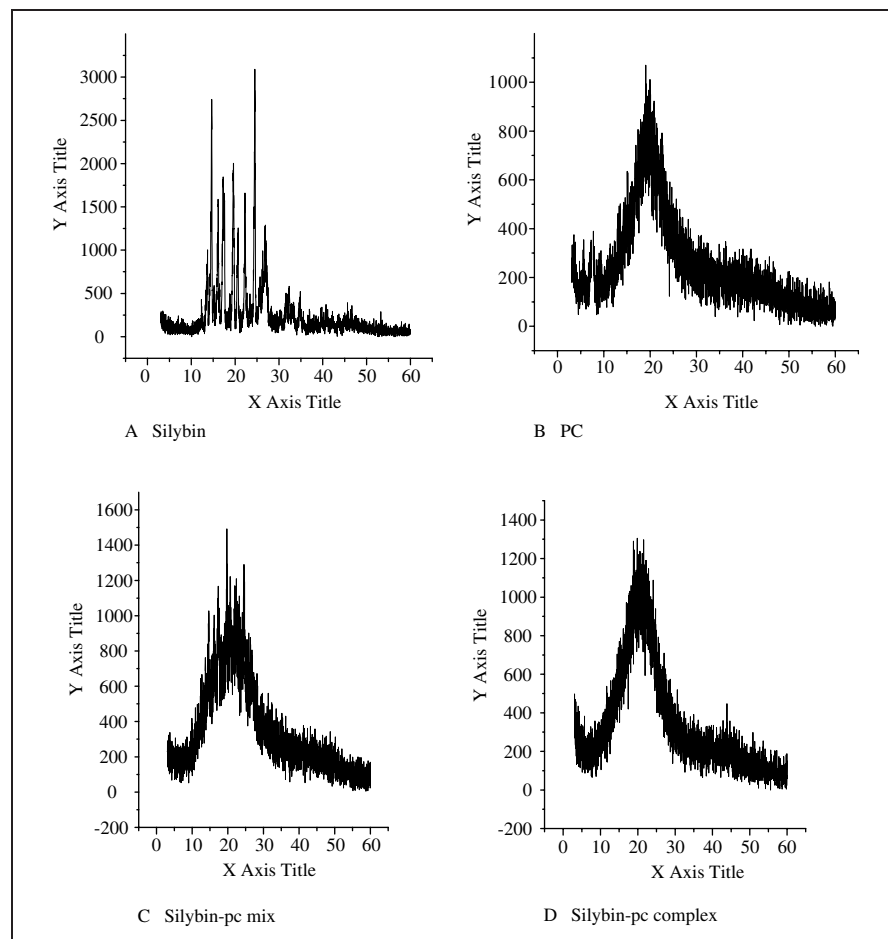 3000
2500
2000
1500
1000
500
0
Y Axis Title
0 10 20 30 40 50 60
X Axis Title
A Silybin
1000
800
600
400
200
0
Y Axis Title
0 10 20 30 40 50 60
X Axis Title
B PC
1600
1400
1200
1000
800
600
400
200
0
-200
Y Axis Title
0 10 20 30 40 50 60
X Axis Title
C Silybin-pc mix
1400
1200
1000
800
600
400
200
0
-200
Y Axis Title
0 10 20 30 40 50 60
X Axis Title
D Silybin-pc complex